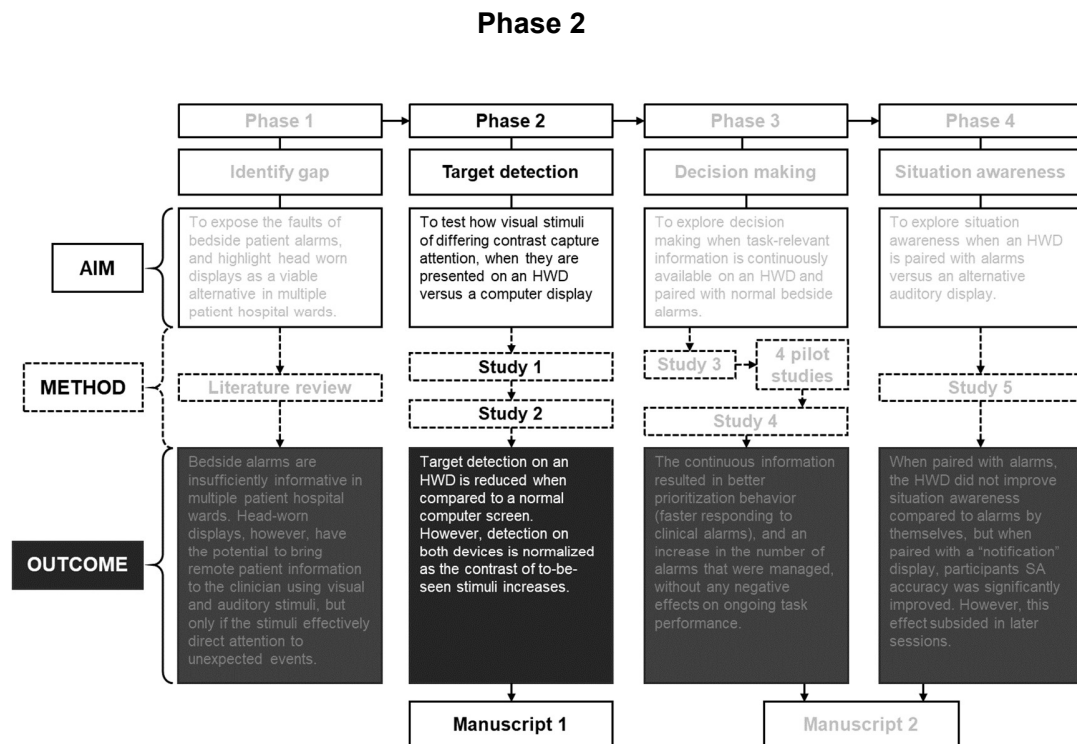 Phase 2
Phase 1
Phase 2
Phase 3
Phase 4
Identify gap
Target detection
Decision making
Situation awareness
AIM
To expose the faults of
bedside patient alarms,
and highlight head worn
displays as a viable
alternative in multiple
patient hospital wards.
To test how visual stimuli
of differing contrast capture
attention, when they are
presented on an HWD
versus a computer display
To explore decision
making when task-relevant
information is continuously
available on an HWD and
paired with normal bedside
alarms.
To explore situation
awareness when an HWD
is paired with alarms
versus an alternative
auditory display.
METHOD
Literature review
Study 1
Study 2
Study 3
4 pilot
studies
Study 4
Study 5
OUTCOME
Bedside alarms are
insufficiently informative in
multiple patient hospital
wards. Head-worn
displays, however, have
the potential to bring
remote patient information
to the clinician using visual
and auditory stimuli, but
only if the stimuli effectively
direct attention to
unexpected events.
Target detection on an
HWD is reduced when
compared to a normal
computer screen.
However, detection on
both devices is normalized
as the contrast of to-be-
seen stimuli increases.
The continuous information
resulted in better
prioritization behavior
(faster responding to
clinical alarms), and an
increase in the number of
alarms that were managed,
without any negative
effects on ongoing task
performance.
When paired with alarms,
the HWD did not improve
situation awareness
compared to alarms by
themselves, but when
paired with a “notification”
display, participants SA
accuracy was significantly
improved. However, this
effect subsided in later
sessions.
Manuscript 1
Manuscript 2